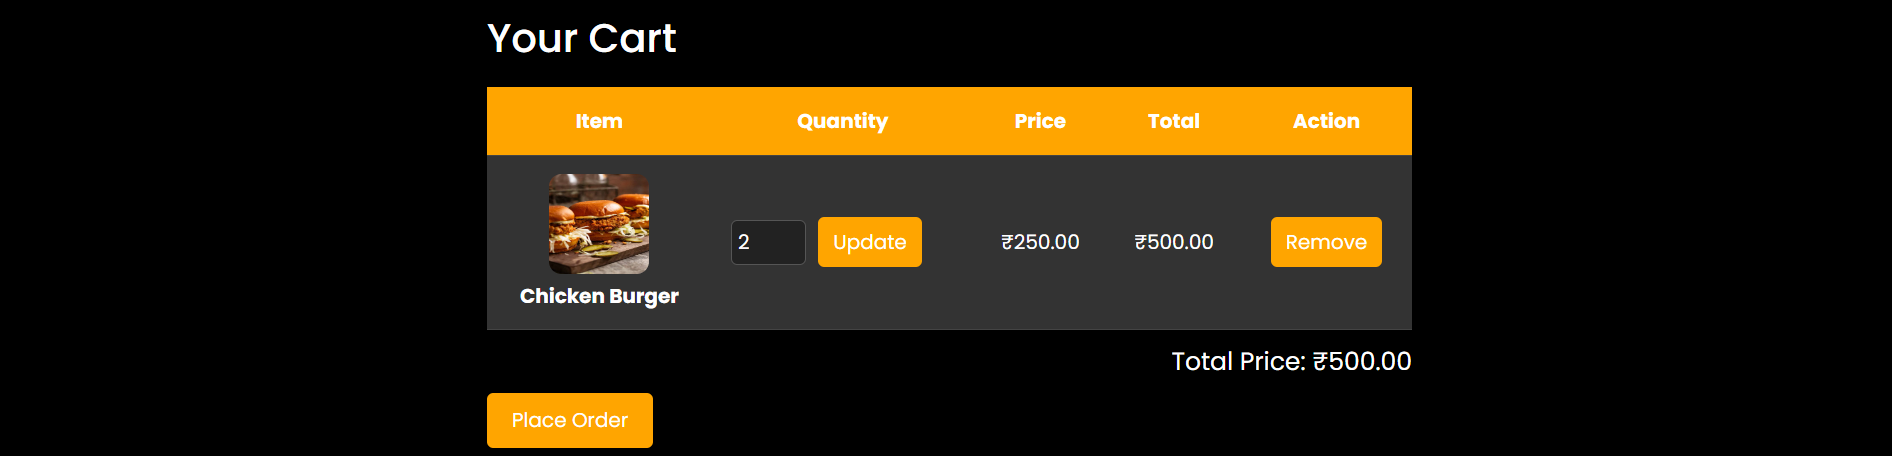 Your Cart
Item Quantity Price Total Action
2 Update ₹250.00 ₹500.00 Remove
Chicken Burger
Total Price: ₹500.00
Place Order